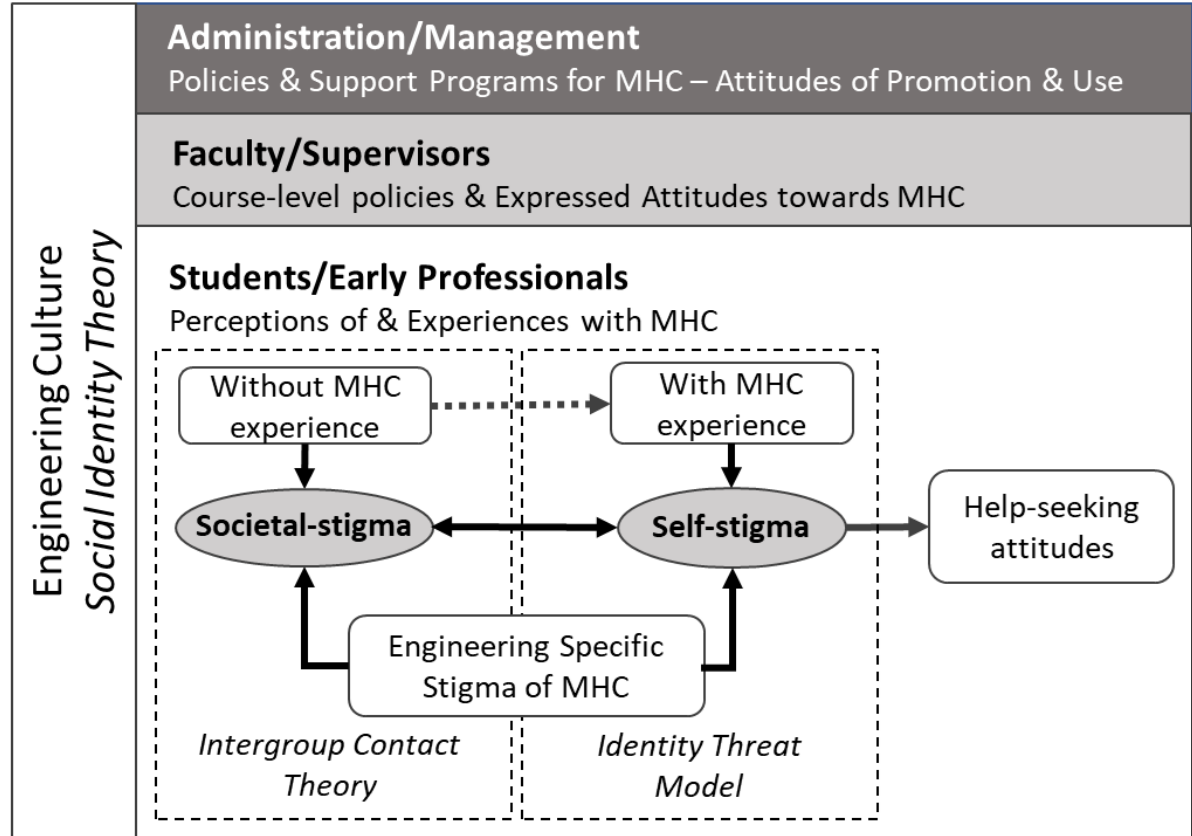 Engineering Culture
Social Identity Theory
Administration/Management
Policies & Support Programs for MHC – Attitudes of Promotion & Use
Faculty/Supervisors
Course-level policies & Expressed Attitudes towards MHC
Students/Early Professionals
Perceptions of & Experiences with MHC
Without MHC
experience
With MHC
experience
Societal-stigma
Self-stigma
Help-seeking
attitudes
Engineering Specific
Stigma of MHC
Intergroup Contact
Theory
Identity Threat
Model